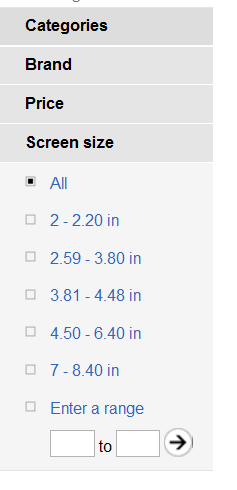 Categories
Brand
Price
Screen size
All
2 - 2.20 in
2.59 - 3.80 in
3.81 - 4.48 in
4.50 - 6.40 in
7 - 8.40 in
Enter a range
to